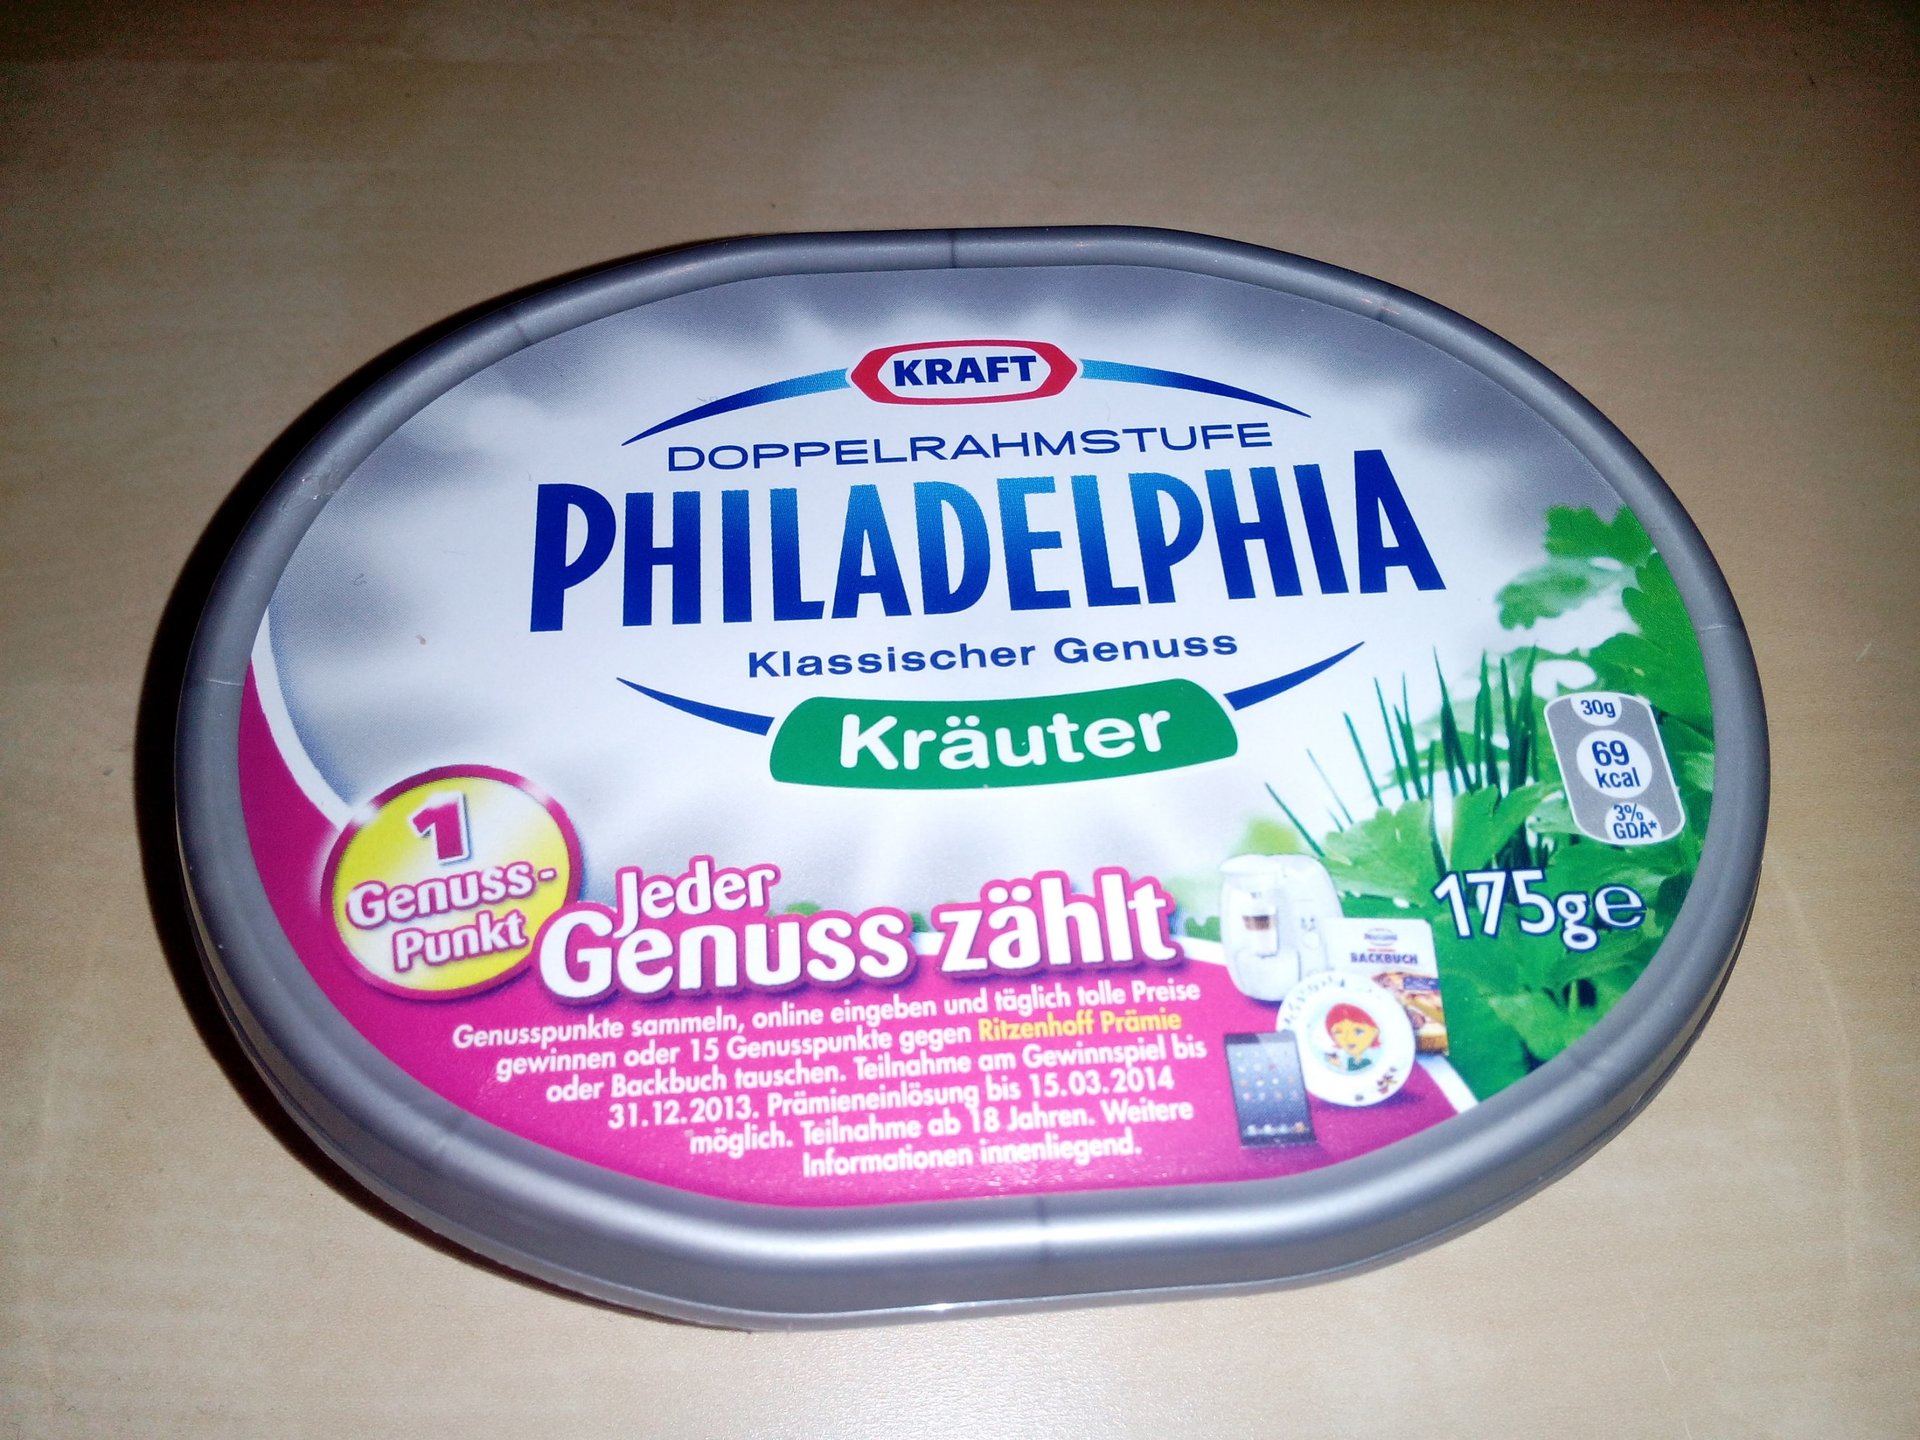 KRAFT
DOPPELRAHMSTUFE
PHILADELPHIA
Klassischer Genuss
Kräuter
30g
69
kcal
3%
GDA*
175g e
1
Genuss-
Punkt
Jeder
Genuss zählt
BACKBUCH
Genusspunkte sammeln, online eingeben und täglich tolle Preise
gewinnen oder 15 Genusspunkte gegen Ritzenhoff Prämie
oder Backbuch tauschen. Teilnahme am Gewinnspiel bis
31.12.2013. Prämieneinlösung bis 15.03.2014
möglich. Teilnahme ab 18 Jahren. Weitere
Informationen innenliegend.